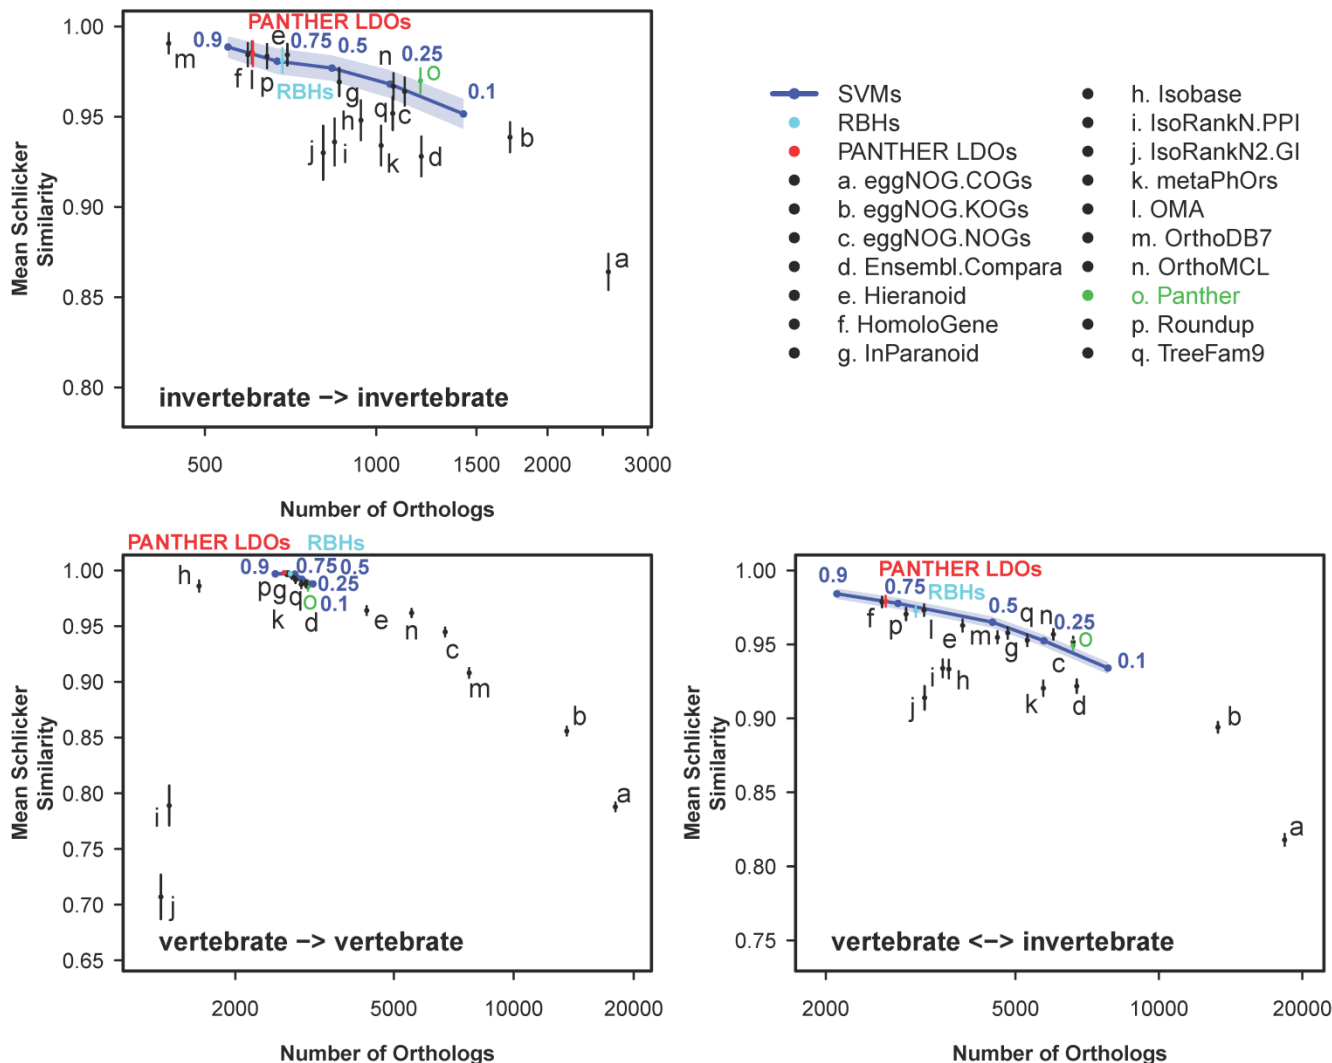 PANTHER LDOs
0.9
e
0.75
0.5
n
0.25
o
0.1
m
f
p
RBHs
g
h
q
c
j
i
k
d
b
a
1.00
0.95
0.90
0.85
0.80
Mean Schlicker
Similarity
invertebrate −> invertebrate
500
1000
1500
2000
3000
Number of Orthologs
SVMs
RBHs
PANTHER LDOs
a. eggNOG.COGs
b. eggNOG.KOGs
c. eggNOG.NOGs
d. Ensembl.Compara
e. Hieranoid
f. HomoloGene
g. InParanoid
h. Isobase
i. IsoRankN.PPI
j. IsoRankN2.GI
k. metaPhOrs
l. OMA
m. OrthoDB7
n. OrthoMCL
o. Panther
p. Roundup
q. TreeFam9
PANTHER LDOs RBHs
h
0.9
0.75 0.5
0.25
0.1
p g q
o
k
d
e
n
c
m
b
a
i
j
1.00
0.95
0.90
0.85
0.80
0.75
0.70
0.65
Mean Schlicker
Similarity
vertebrate −> vertebrate
2000
5000
10000
20000
Number of Orthologs
0.9
PANTHER LDOs
0.75
RBHs
0.5
q
n
0.25
o
0.1
f
p
l
e
m
g
c
i
h
j
k
d
b
a
1.00
0.95
0.90
0.85
0.80
0.75
Mean Schlicker
Similarity
vertebrate <−> invertebrate
2000
5000
10000
20000
Number of Orthologs